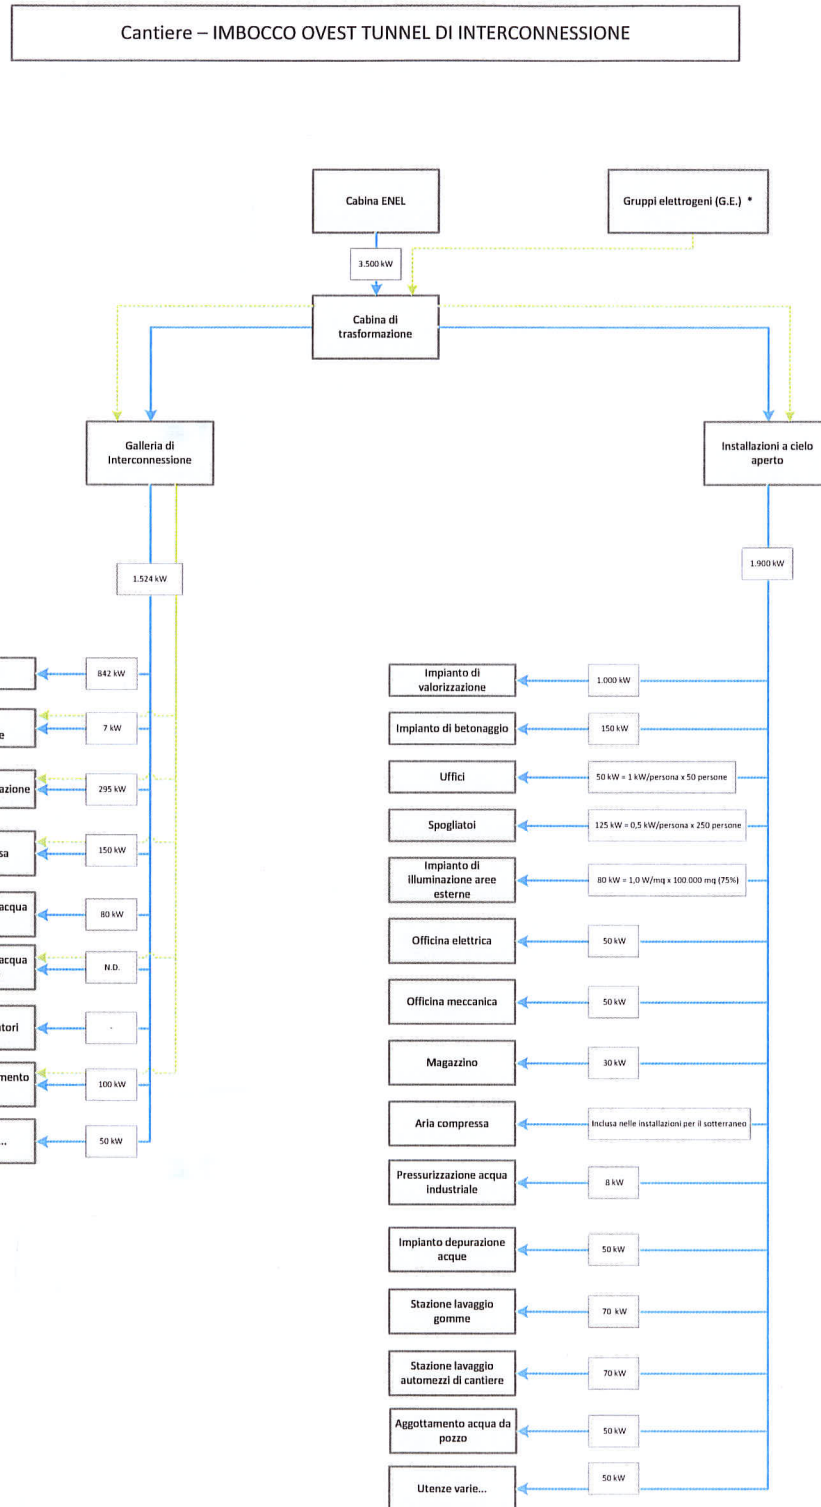 Cantiere – IMBOCCO OVEST TUNNEL DI INTERCONNESSIONE
Cabina ENEL
Gruppi elettrogeni (G.E.) *
3.500 kW
Cabina di
trasformazione
Galleria di
Interconnessione
Installazioni a cielo
aperto
1.524 kW
1.900 kW
842 kW
e
7 kW
azione
295 kW
sa
150 kW
acqua
80 kW
acqua
N.D.
tori
-
mento
100 kW
...
50 kW
Impianto di
valorizzazione
1.000 kW
Impianto di betonaggio
150 kW
Uffici
50 kW = 1 kW/persona x 50 persone
Spogliatoi
125 kW = 0,5 kW/persona x 250 persone
Impianto di
illuminazione aree
esterne
80 kW = 1,0 W/mq x 100.000 mq (75%)
Officina elettrica
50 kW
Officina meccanica
50 kW
Magazzino
30 kW
Aria compressa
Inclusa nelle installazioni per il sotterraneo
Pressurizzazione acqua
industriale
8 kW
Impianto depurazione
acque
50 kW
Stazione lavaggio
gomme
70 kW
Stazione lavaggio
automezzi di cantiere
70 kW
Aggottamento acqua da
pozzo
50 kW
Utenze varie...
50 kW